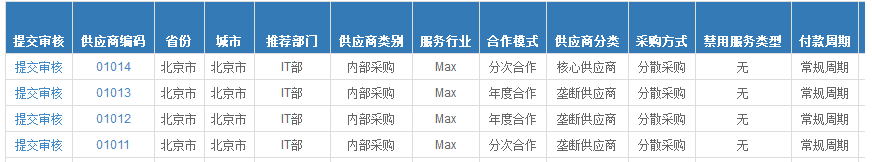 提交审核 供应商编码 省份 城市 推荐部门 供应商类别 服务行业 合作模式 供应商分类 采购方式 禁用服务类型 付款周期
提交审核 01014 北京市 北京市 IT部 内部采购 Max 分次合作 核心供应商 分散采购 无 常规周期
提交审核 01013 北京市 北京市 IT部 内部采购 Max 年度合作 垄断供应商 分散采购 无 常规周期
提交审核 01012 北京市 北京市 IT部 内部采购 Max 年度合作 垄断供应商 分散采购 无 常规周期
提交审核 01011 北京市 北京市 IT部 内部采购 Max 分次合作 垄断供应商 分散采购 无 常规周期